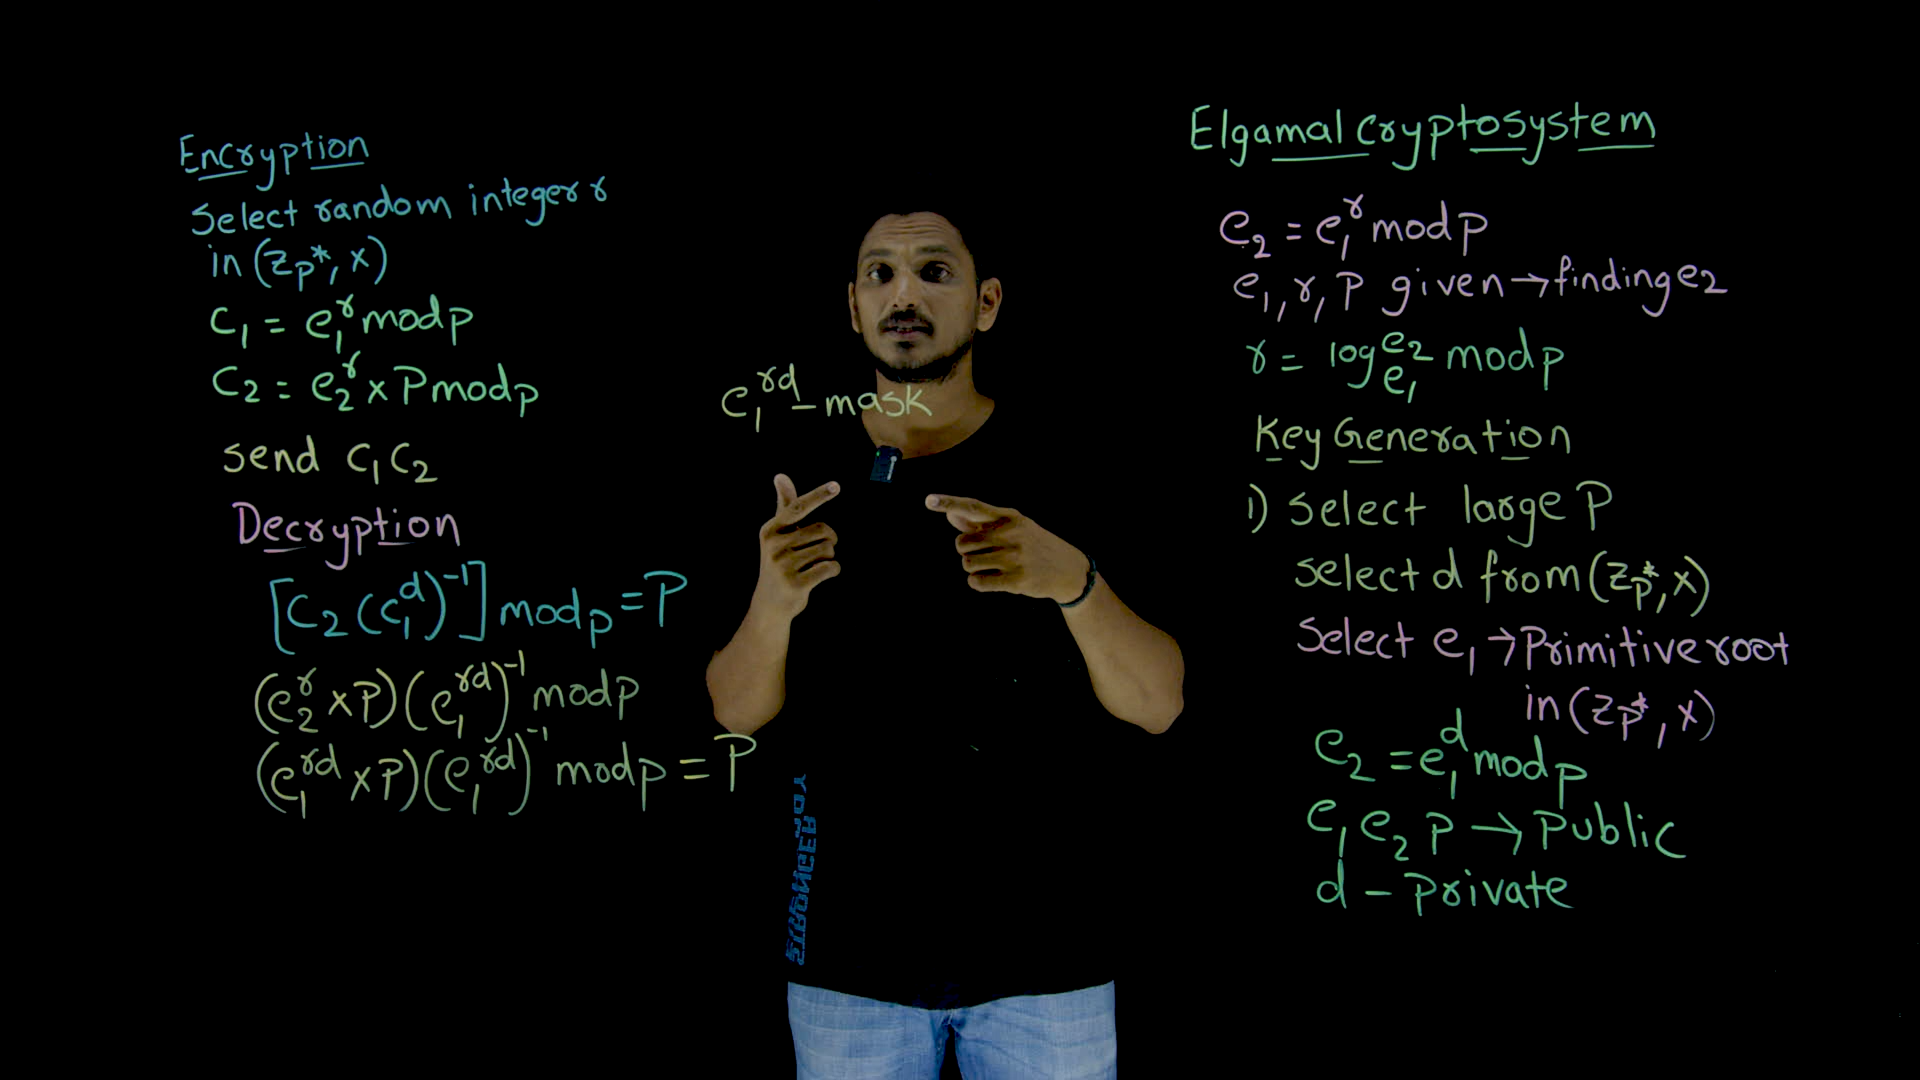 Encryption
Select random integer r
in (Zp*, x)
C1 = e1^r mod p
C2 = e2^r x P mod p
send C1 C2
Decryption
[C2 (C1^d)^-1] mod p = P
(e2^r x P) (e1^rd)^-1 mod p
(e1^rd x P) (e1^rd)^-1 mod p = P
e1^rd - mask
Elgamal Cryptosystem
e2 = e1^r mod p
e1, r, P given → finding e2
r = log e1 e2 mod p
Key Generation
1) Select large P
Select d from (Zp*, x)
Select e1 → Primitive root
in (Zp*, x)
e2 = e1^d mod p
e1 e2 P → Public
d - Private